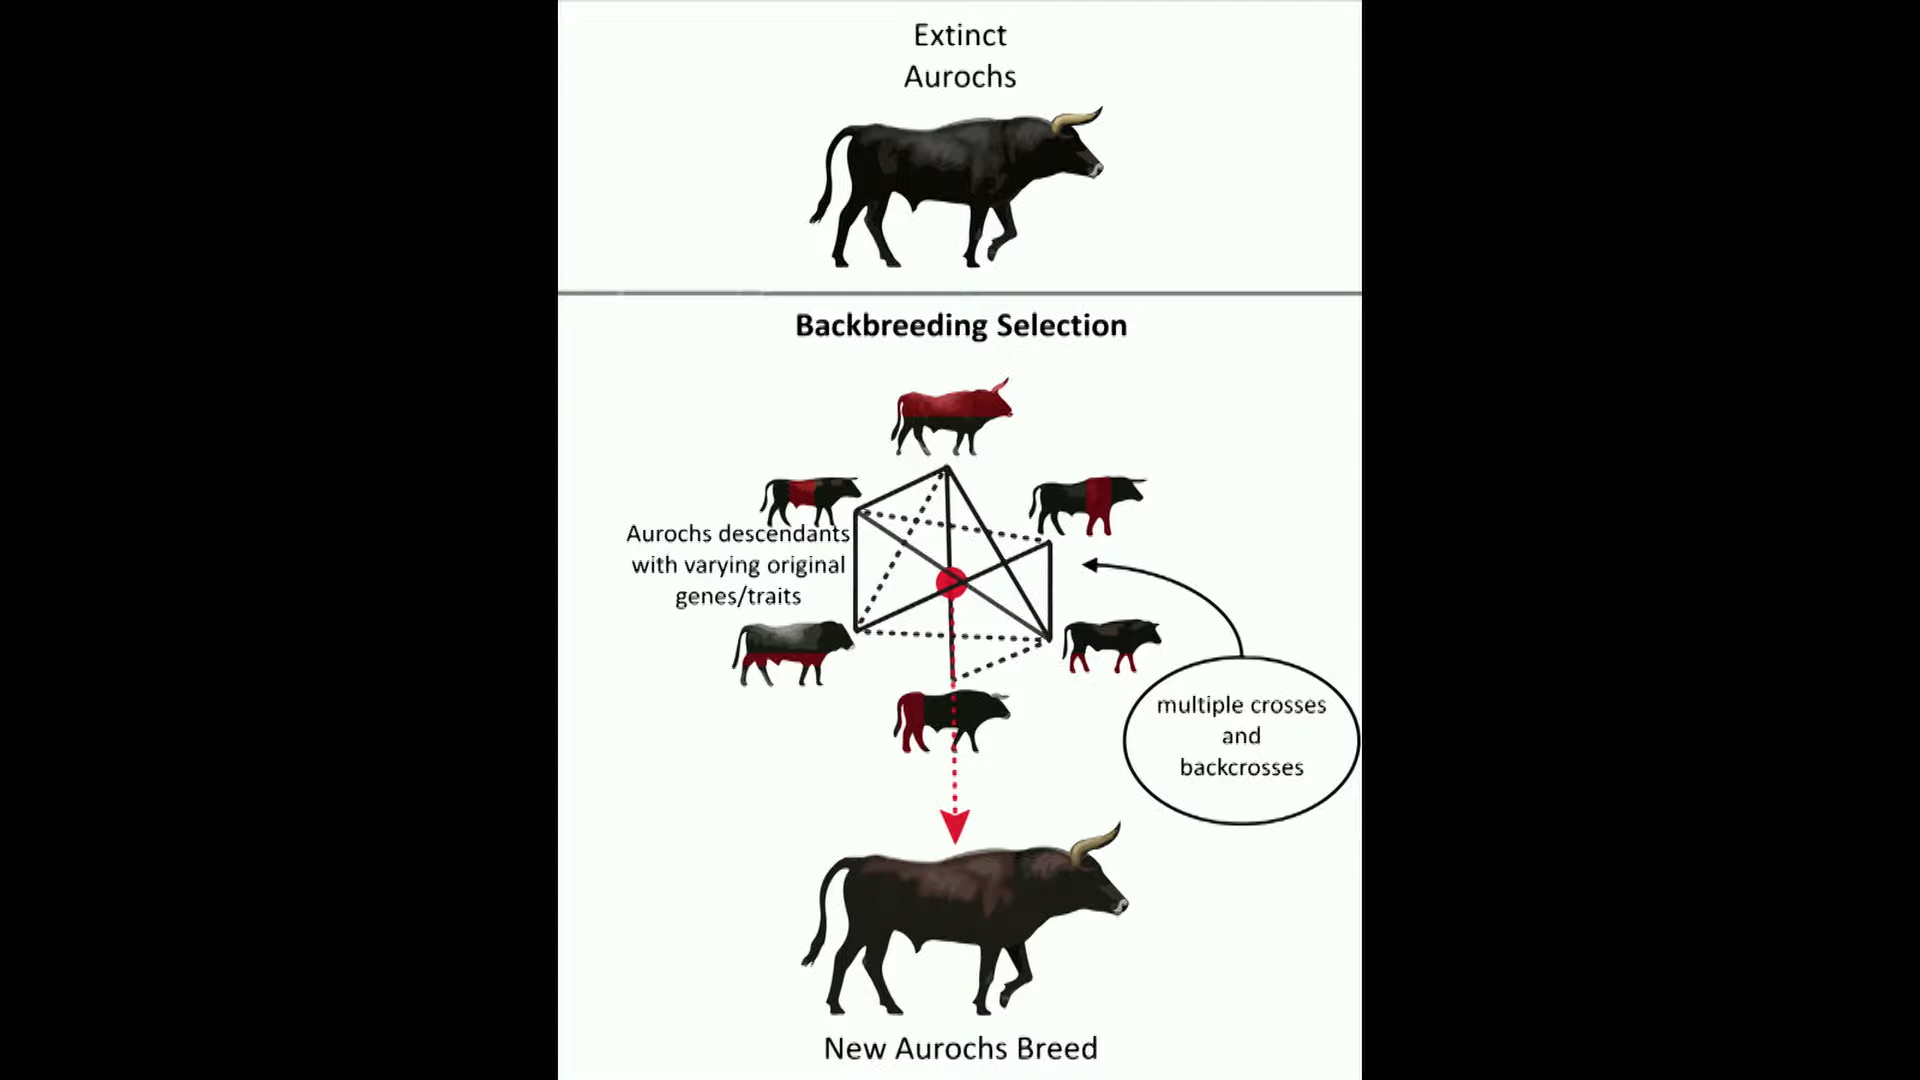 Extinct
Aurochs
Backbreeding Selection
Aurochs descendants
with varying original
genes/traits
multiple crosses
and
backcrosses
New Aurochs Breed